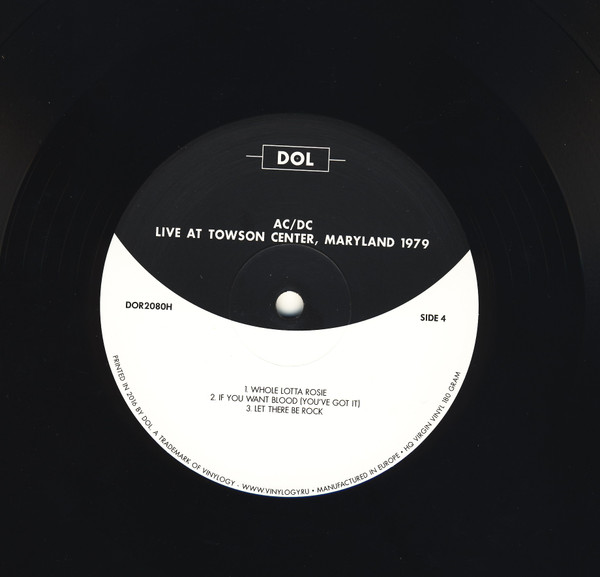 DOL
AC/DC
LIVE AT TOWSON CENTER, MARYLAND 1979
DOR2080H
SIDE 4
1. WHOLE LOTTA ROSIE
2. IF YOU WANT BLOOD (YOU'VE GOT IT)
3. LET THERE BE ROCK
PRINTED IN 2016 BY DOL, A TRADEMARK OF VINYLOGY - WWW.VINYLOGY.RU • MANUFACTURED IN EUROPE • HQ VIRGIN VINYL 180 GRAM